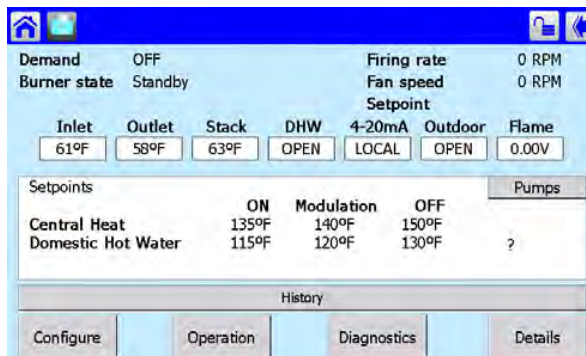 Demand OFF Firing rate 0 RPM
Burner state Standby Fan speed 0 RPM
Setpoint
Inlet Outlet Stack DHW 4-20mA Outdoor Flame
61ºF 58ºF 63ºF OPEN LOCAL OPEN 0.00V
Setpoints Pumps
ON Modulation OFF
Central Heat 135ºF 140ºF 150ºF
Domestic Hot Water 115ºF 120ºF 130ºF ?
History
Configure Operation Diagnostics Details